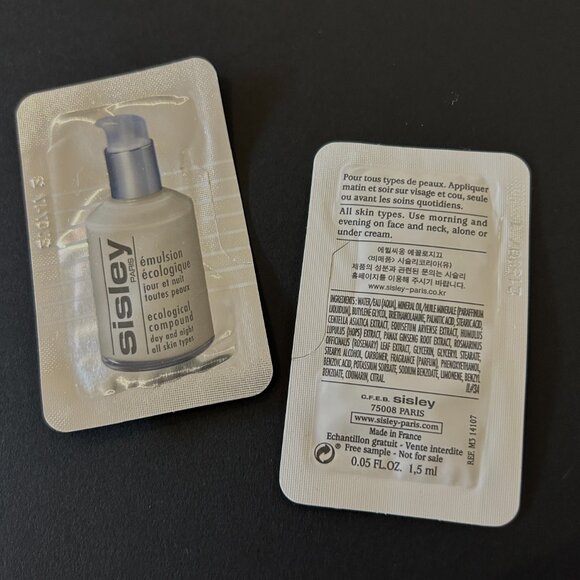 sisley
PARIS
émulsion
écologique
jour et nuit
toutes peaux
ecological
compound
day and night
all skin types
Pour tous types de peaux. Appliquer
matin et soir sur visage et cou, seule
ou avant les soins quotidiens.
All skin types. Use morning and
evening on face and neck, alone or
under cream.
에뮐씨옹 에꼴로지끄
<비매품> 시슬리코리아(유)
제품의 성분과 관련된 문의는 시슬리
홈페이지를 이용해 주시기 바랍니다.
www.sisley-paris.co.kr
INGREDIENTS: WATER/EAU (AQUA), MINERAL OIL/HUILE MINERALE (PARAFFINUM
LIQUIDUM), BUTYLENE GLYCOL, TRIETHANOLAMINE, PALMITIC ACID, STEARIC ACID,
CENTELLA ASIATICA EXTRACT, EQUISETUM ARVENSE EXTRACT, HUMULUS
LUPULUS (HOPS) EXTRACT, PANAX GINSENG ROOT EXTRACT, ROSMARINUS
OFFICINALIS (ROSEMARY) LEAF EXTRACT, GLYCERIN, GLYCERYL STEARATE,
STEARYL ALCOHOL, CARBOMER, FRAGRANCE (PARFUM), PHENOXYETHANOL,
BENZOIC ACID, POTASSIUM SORBATE, SODIUM BENZOATE, LIMONENE, BENZYL
BENZOATE, COUMARIN, CITRAL.
C.F.E.B. sisley
75008 PARIS
www.sisley-paris.com
Made in France
Echantillon gratuit - Vente interdite
Free sample - Not for sale
0.05 FL.OZ. 1,5 ml
REF. M3 14107